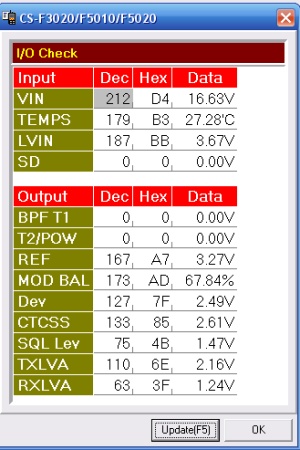 CS-F3020/F5010/F5020
I/O Check
Input Dec Hex Data
VIN 212 D4 16.63V
TEMPS 179 B3 27.28'C
LVIN 187 BB 3.67V
SD 0 0 0.00V
Output Dec Hex Data
BPF T1 0 0 0.00V
T2/POW 0 0 0.00V
REF 167 A7 3.27V
MOD BAL 173 AD 67.84%
Dev 127 7F 2.49V
CTCSS 133 85 2.61V
SQL Lev 75 4B 1.47V
TXLVA 110 6E 2.16V
RXLVA 63 3F 1.24V
Update(F5) OK